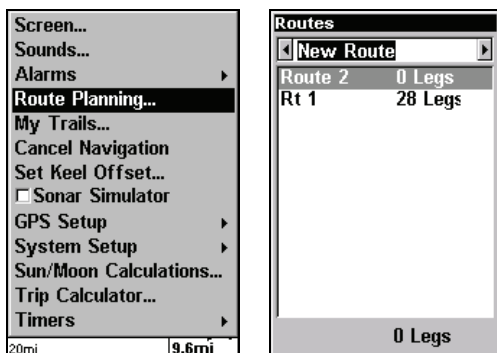 Screen...
Sounds...
Alarms
Route Planning...
My Trails...
Cancel Navigation
Set Keel Offset...
Sonar Simulator
GPS Setup
System Setup
Sun/Moon Calculations...
Trip Calculator...
Timers
20mi 9.6mi
Routes
New Route
Route 2 0 Legs
Rt 1 28 Legs
0 Legs